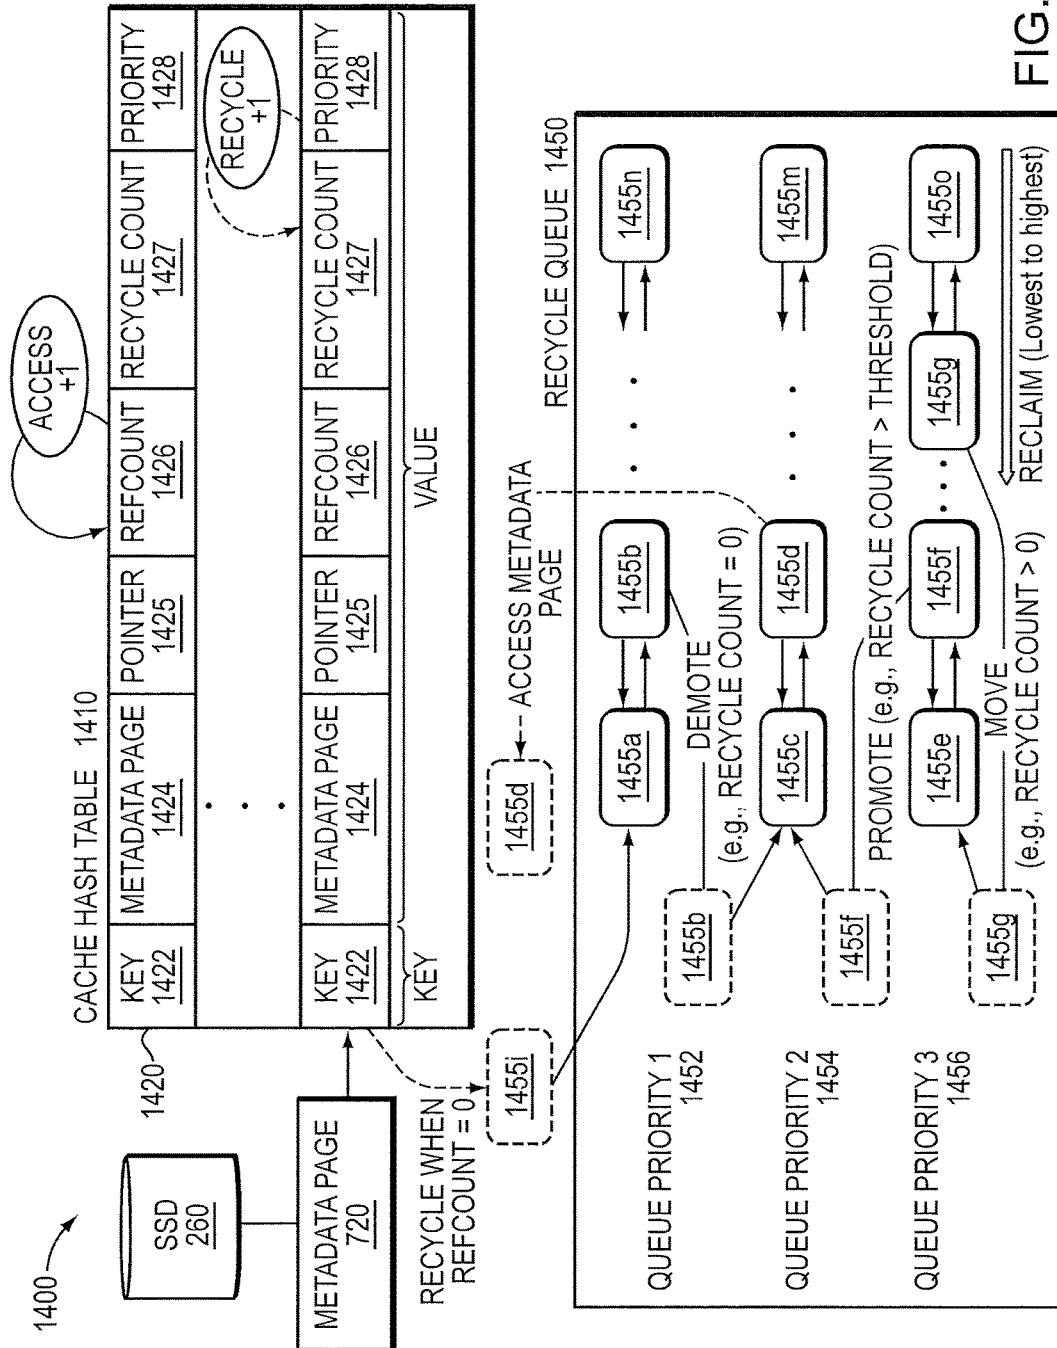 1400
SSD
260
METADATA PAGE
720
1420
CACHE HASH TABLE 1410
ACCESS
+1
KEY
1422
METADATA PAGE
1424
POINTER
1425
REFCOUNT
1426
RECYCLE COUNT
1427
PRIORITY
1428
RECYCLE
+1
KEY
1422
METADATA PAGE
1424
POINTER
1425
REFCOUNT
1426
RECYCLE COUNT
1427
PRIORITY
1428
KEY
VALUE
RECYCLE WHEN
REFCOUNT = 0
1455i
1455d
ACCESS METADATA
PAGE
RECYCLE QUEUE 1450
QUEUE PRIORITY 1
1452
1455a
1455b
1455n
1455b
DEMOTE
(e.g., RECYCLE COUNT = 0)
QUEUE PRIORITY 2
1454
1455c
1455d
1455m
1455f
PROMOTE (e.g., RECYCLE COUNT > THRESHOLD)
QUEUE PRIORITY 3
1456
1455e
1455f
1455g
1455o
1455g
MOVE
(e.g., RECYCLE COUNT > 0)
RECLAIM (Lowest to highest)
FIG.